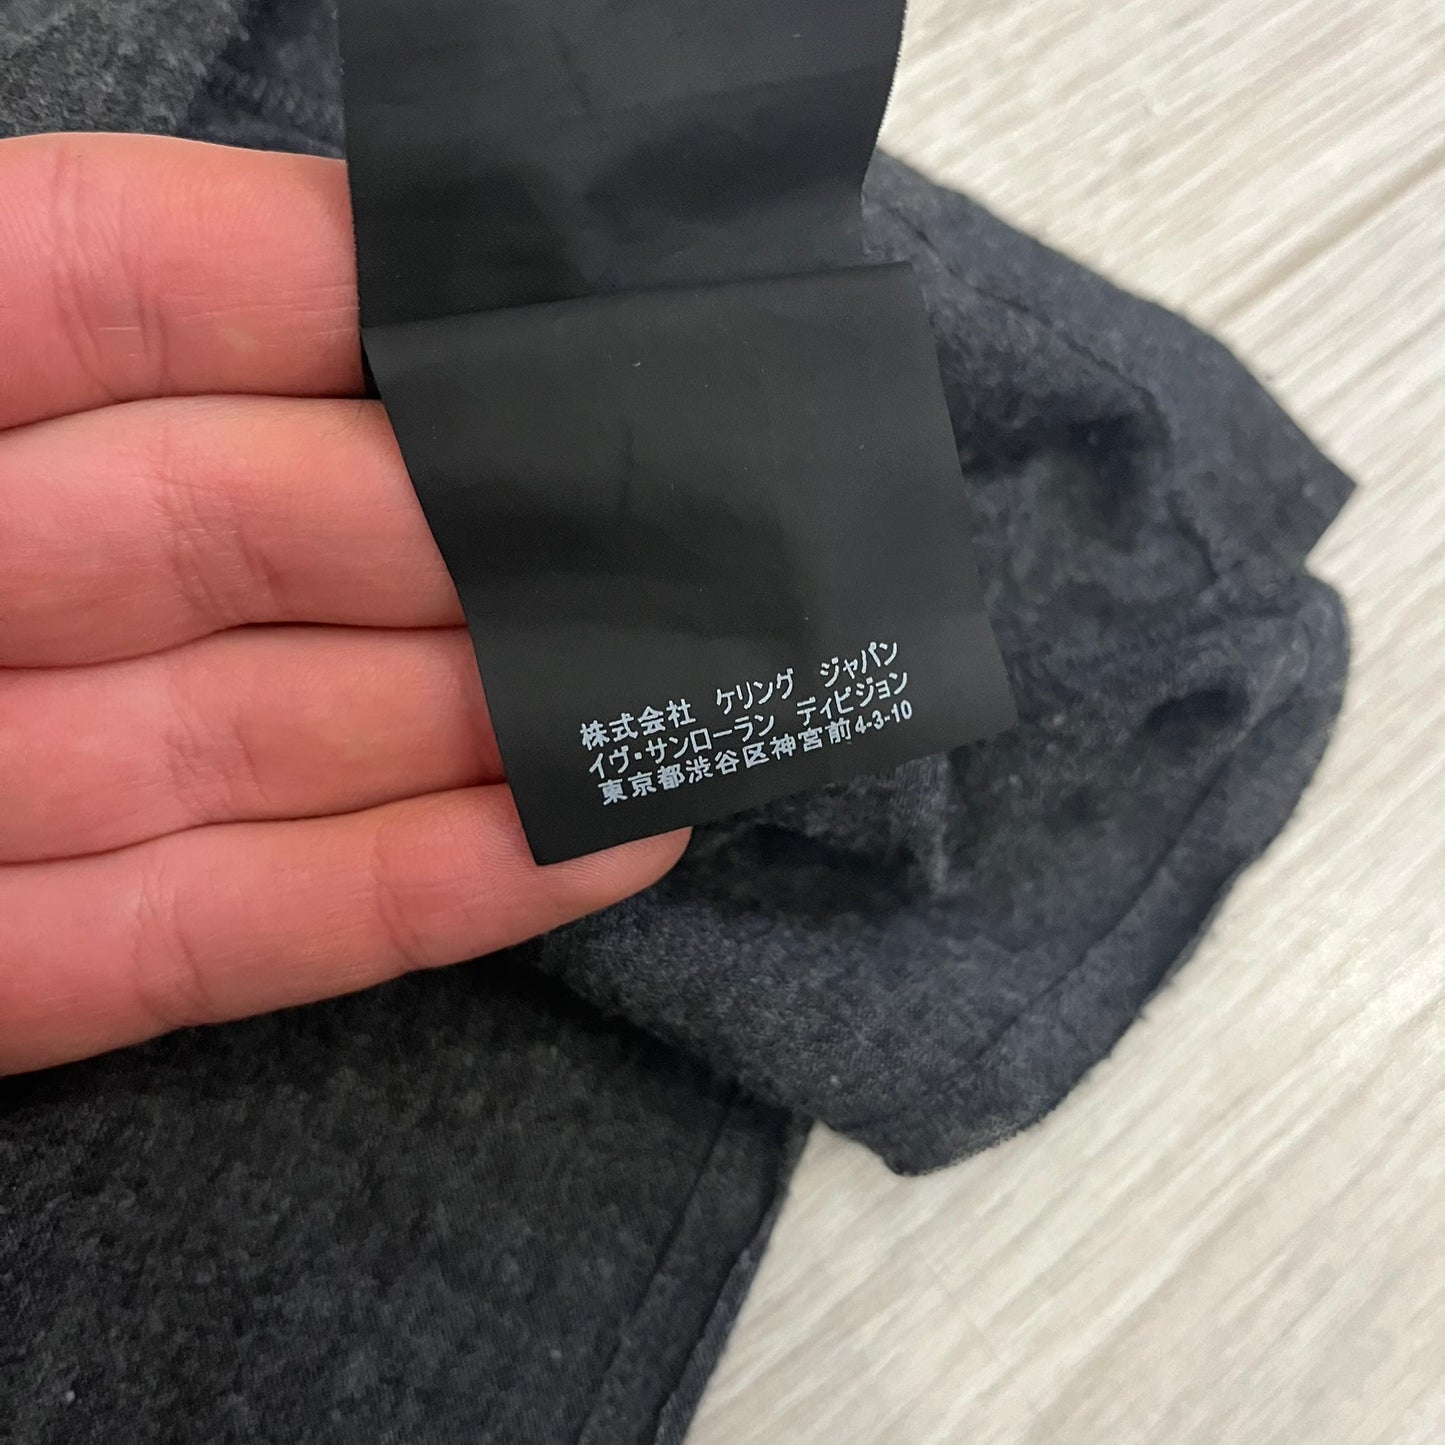 株式会社 ケリング ジャパン
イヴ・サンローラン ディビジョン
東京都渋谷区神宮前4-3-10